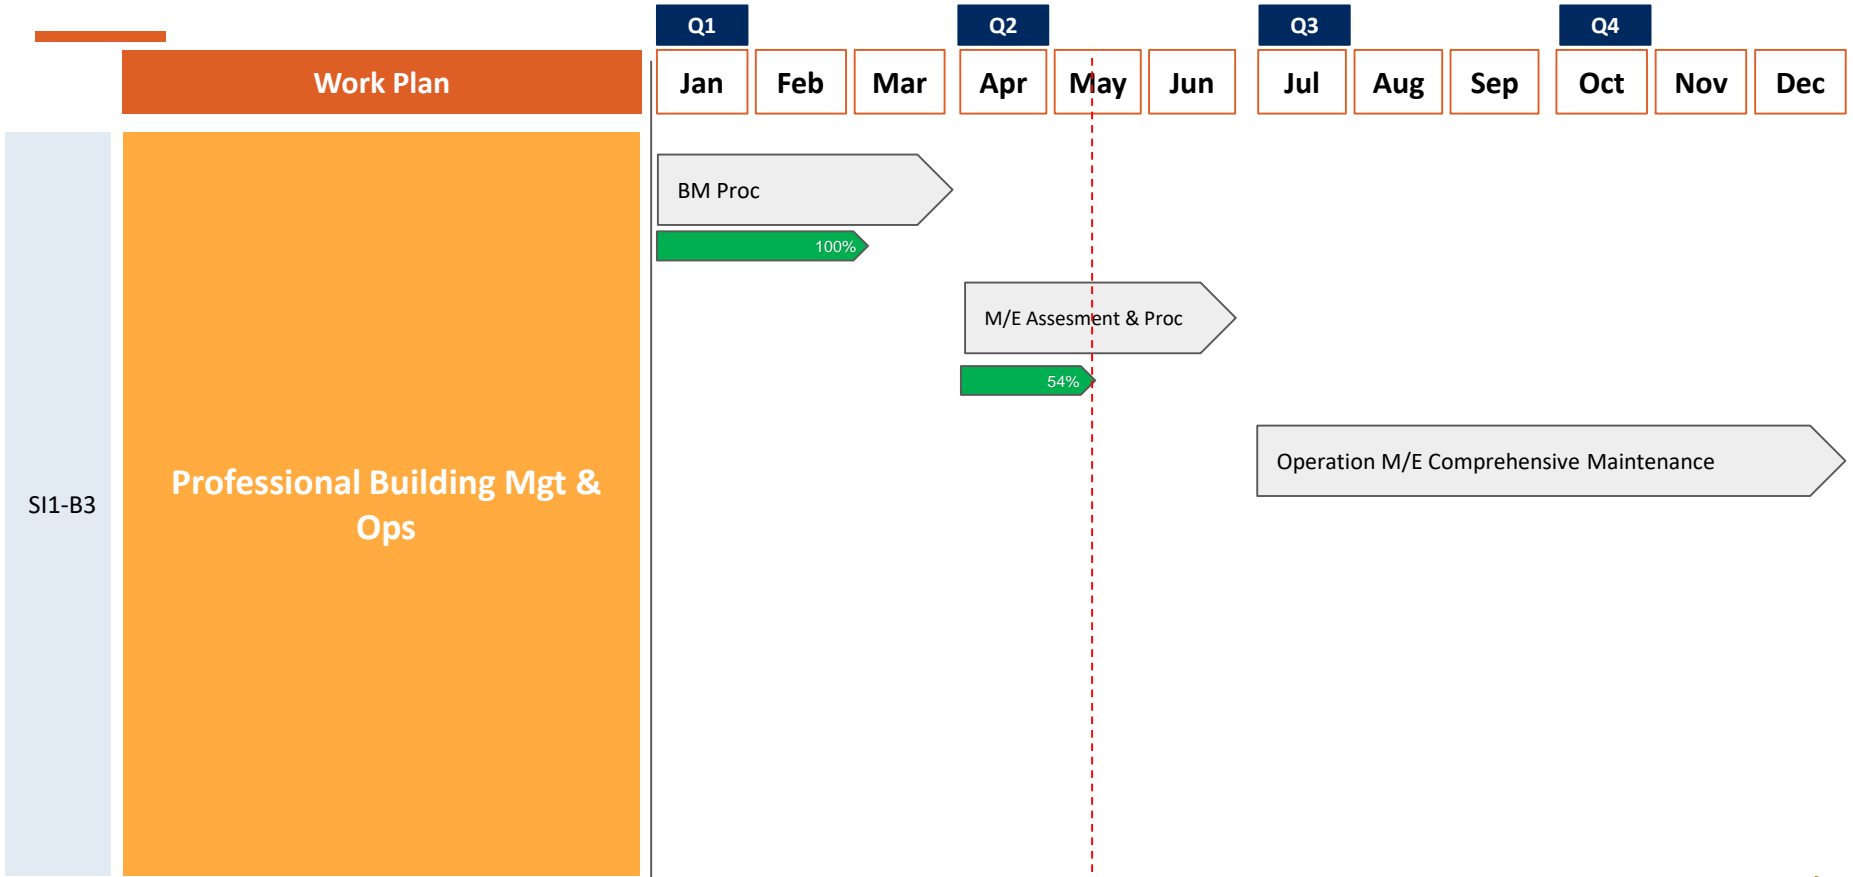 Q1
Q2
Q3
Q4
Work Plan
Jan
Feb
Mar
Apr
May
Jun
Jul
Aug
Sep
Oct
Nov
Dec
SI1-B3
Professional Building Mgt &
Ops
BM Proc
100%
M/E Assesment & Proc
54%
Operation M/E Comprehensive Maintenance